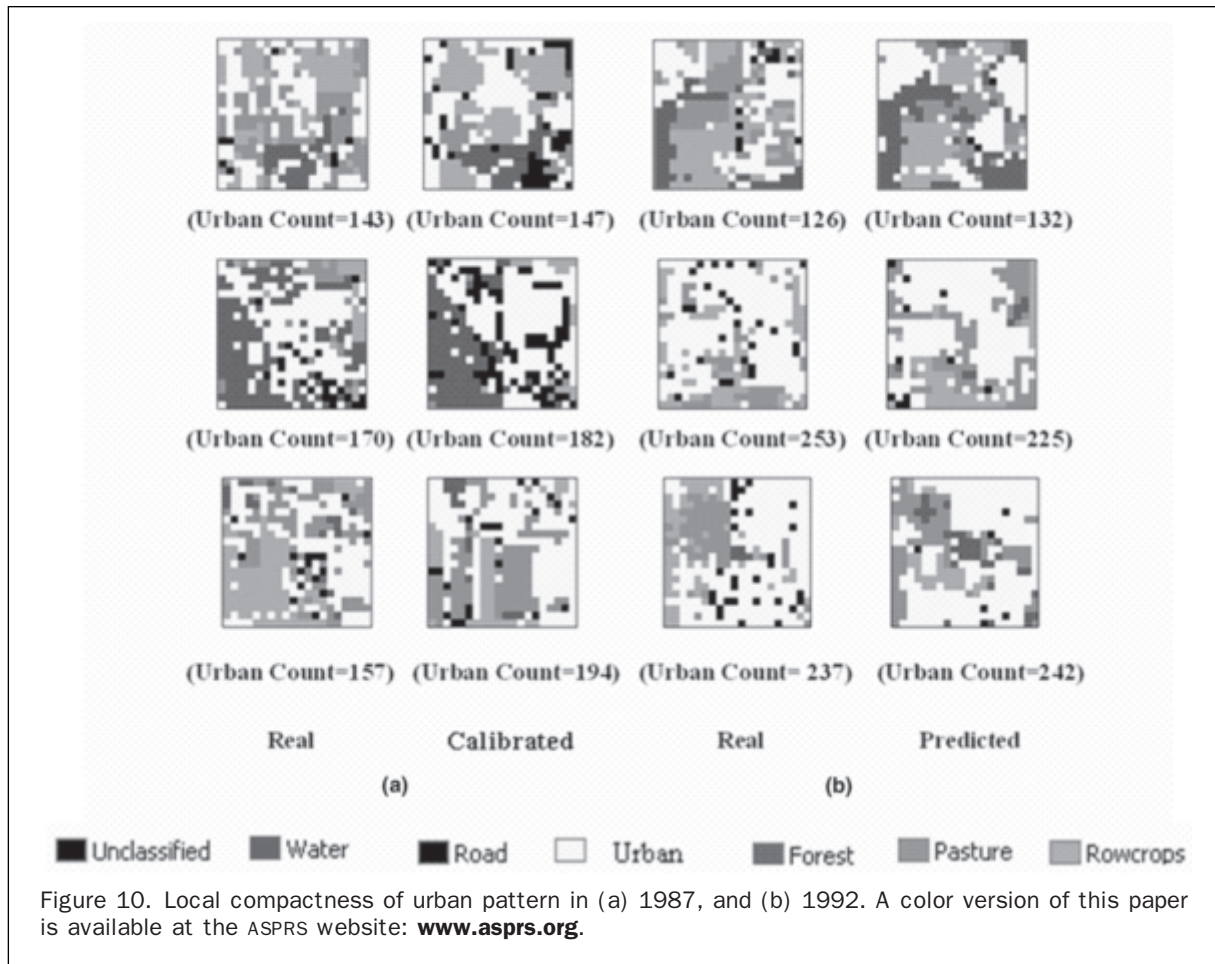 (Urban Count=143) (Urban Count=147) (Urban Count=126) (Urban Count=132)
(Urban Count=170) (Urban Count=182) (Urban Count=253) (Urban Count=225)
(Urban Count=157) (Urban Count=194) (Urban Count= 237) (Urban Count=242)
Real Calibrated Real Predicted
(a) (b)
Unclassified Water Road Urban Forest Pasture Rowcrops
Figure 10. Local compactness of urban pattern in (a) 1987, and (b) 1992. A color version of this paper
is available at the ASPRS website: www.asprs.org.